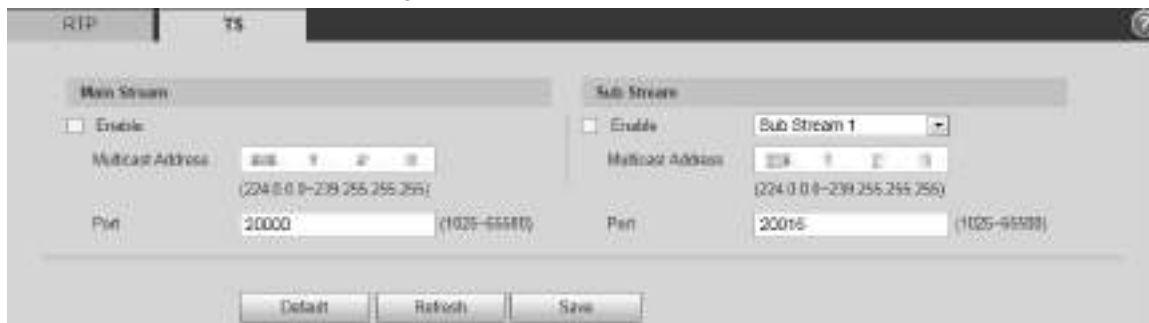 RTP TS
Main Stream Sub Stream
Enable Enable Sub Stream 1
Multicast Address Multicast Address
(224.0.0.0~239.255.255.255) (224.0.0.0~239.255.255.255)
Port 20000 (1025~65500) Port 20016 (1025~65500)
Default Refresh Save